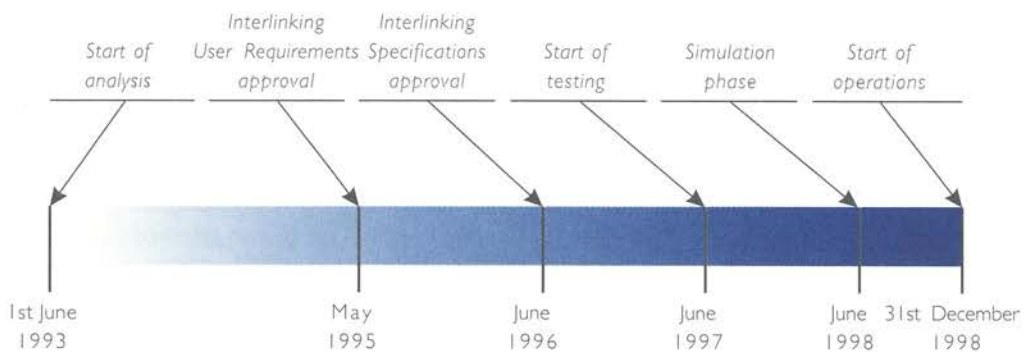 Start of
analysis
Interlinking
User Requirements
approval
Interlinking
Specifications
approval
Start of
testing
Simulation
phase
Start of
operations
1st June
1993
May
1995
June
1996
June
1997
June
1998
31st December
1998